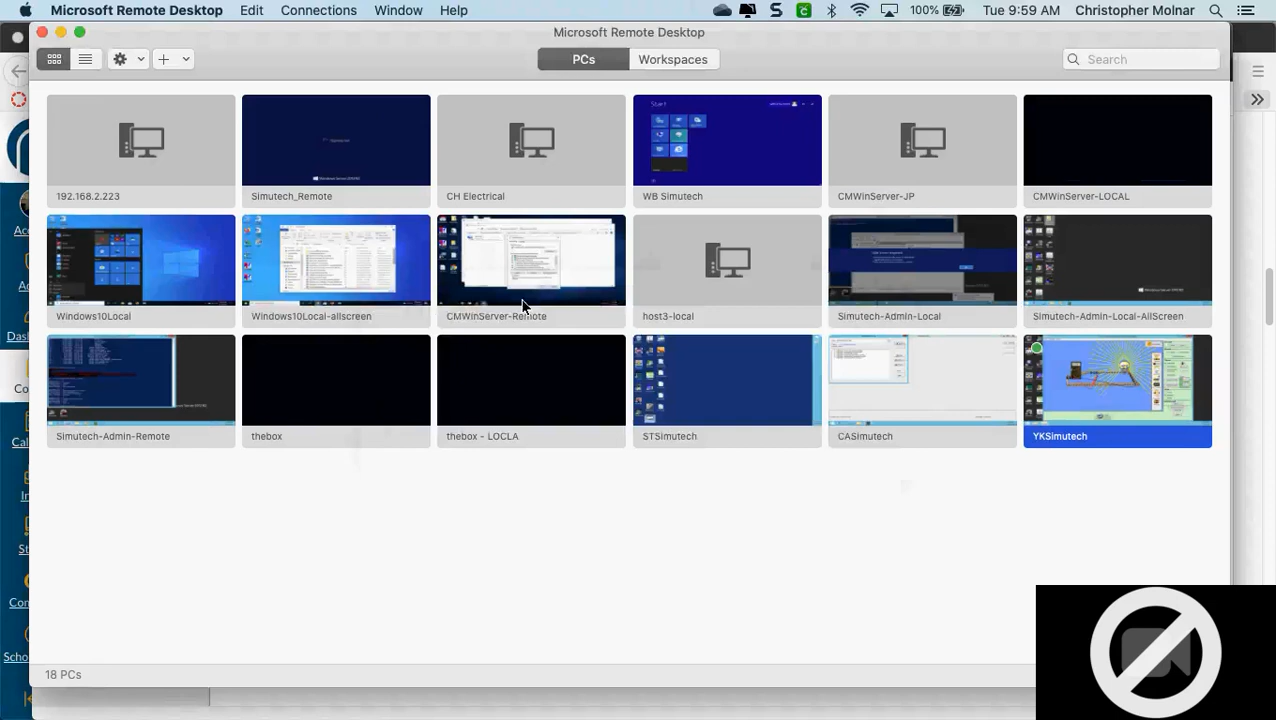 Microsoft Remote Desktop Edit Connections Window Help 100% Tue 9:59 AM Christopher Molnar
Microsoft Remote Desktop
PCs Workspaces Search
192.168.2.223 Simutech_Remote CH Electrical WB Simutech CMWinServer-JP CMWinServer-LOCAL
Windows10Local Windows10Local-allscreen CMWinServer-Remote host3-local Simutech-Admin-Local Simutech-Admin-Local-AllScreen
Simutech-Admin-Remote thebox thebox - LOCLA STSimutech CASimutech YKSimutech
Start
18 PCs